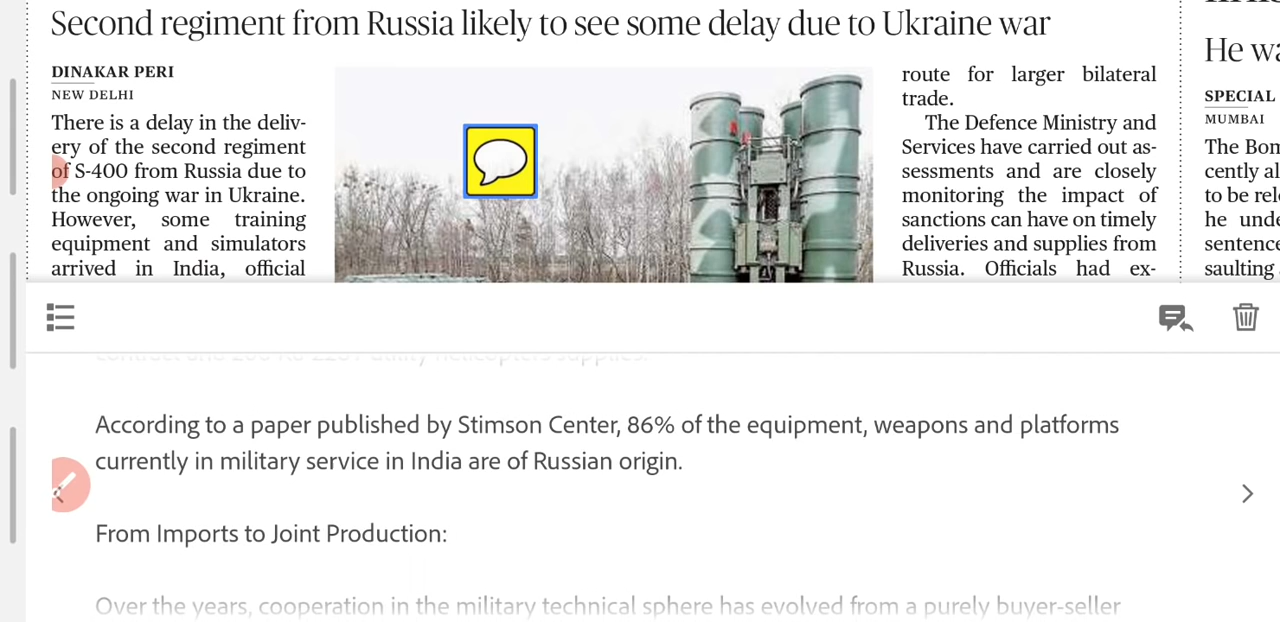 Second regiment from Russia likely to see some delay due to Ukraine war
DINAKAR PERI
NEW DELHI
There is a delay in the deliv-
ery of the second regiment
of S-400 from Russia due to
the ongoing war in Ukraine.
However, some training
equipment and simulators
arrived in India, official
route for larger bilateral
trade.
The Defence Ministry and
Services have carried out as-
sessments and are closely
monitoring the impact of
sanctions can have on timely
deliveries and supplies from
Russia. Officials had ex-
He wa
SPECIAL
MUMBAI
The Bom
cently al
to be rel
he unde
sentence
saulting
According to a paper published by Stimson Center, 86% of the equipment, weapons and platforms
currently in military service in India are of Russian origin.
From Imports to Joint Production:
Over the years, cooperation in the military technical sphere has evolved from a purely buyer-seller